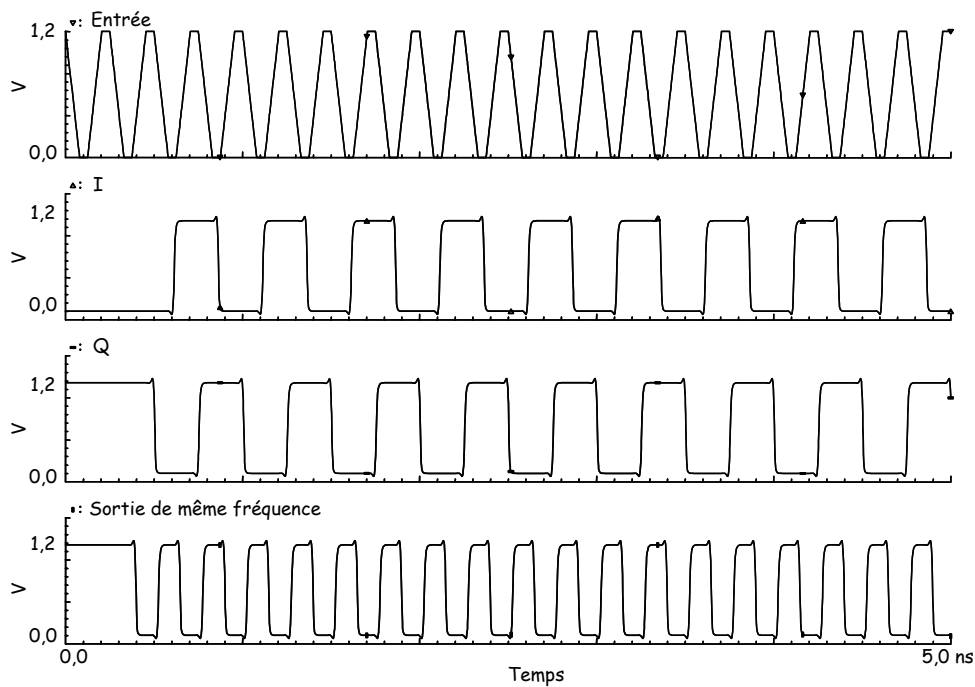 : Entrée
1,2
V
0,0
: I
1,2
V
0,0
: Q
1,2
V
0,0
: Sortie de même fréquence
1,2
V
0,0
0,0 5,0 ns
Temps